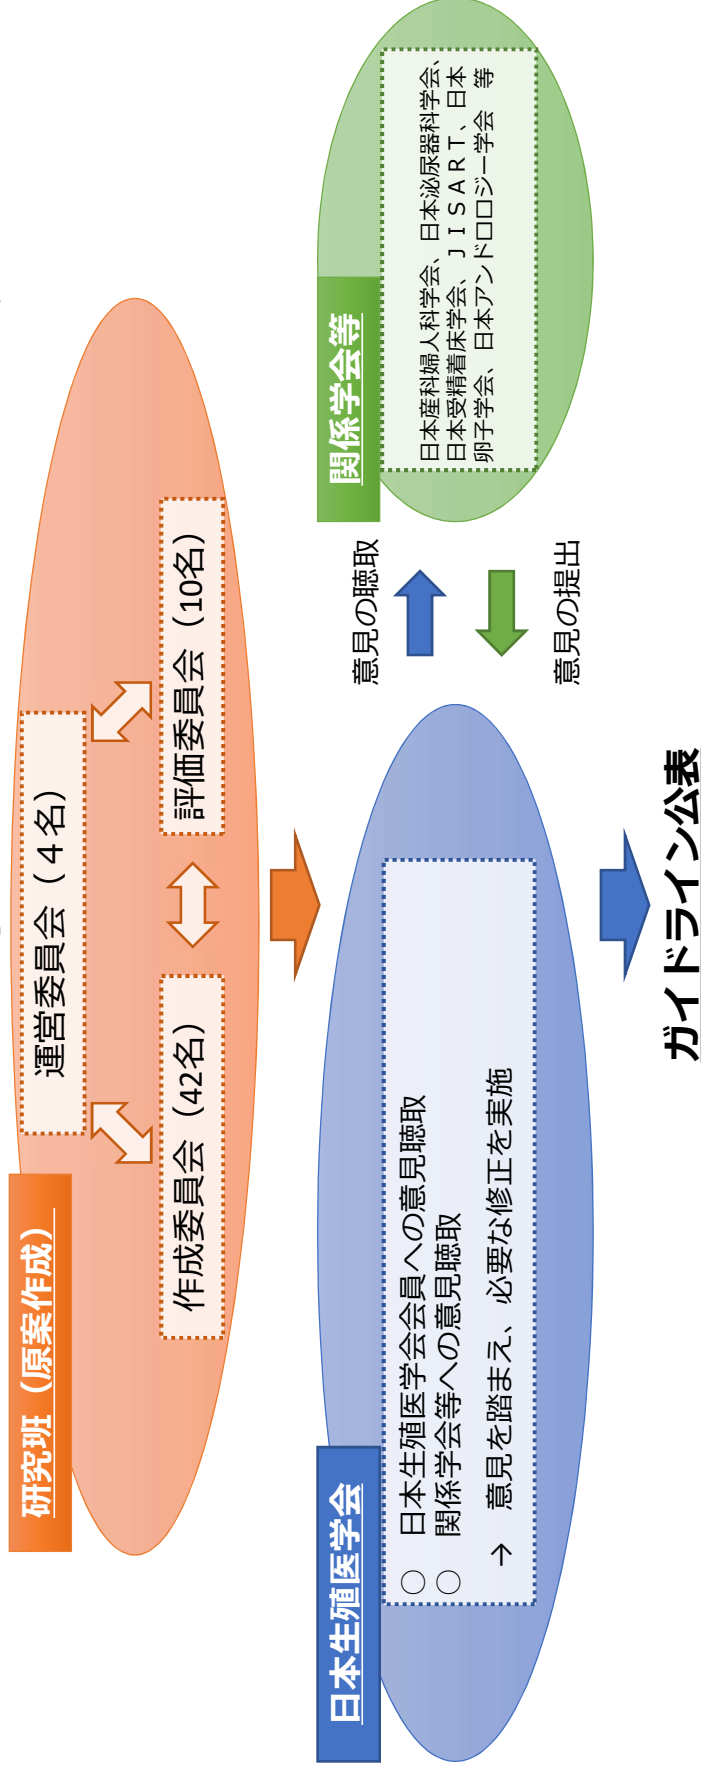 研究班（原案作成）
運営委員会（４名）
作成委員会（42名）
評価委員会（10名）
日本生殖医学会
○　日本生殖医学会会員への意見聴取
○　関係学会等への意見聴取
→　意見を踏まえ、必要な修正を実施
意見の聴取
意見の提出
関係学会等
日本産科婦人科学会、日本泌尿器科学会、
日本受精着床学会、ＪＩＳＡＲＴ、日本
卵子学会、日本アンドロロジー学会　等
ガイドライン公表